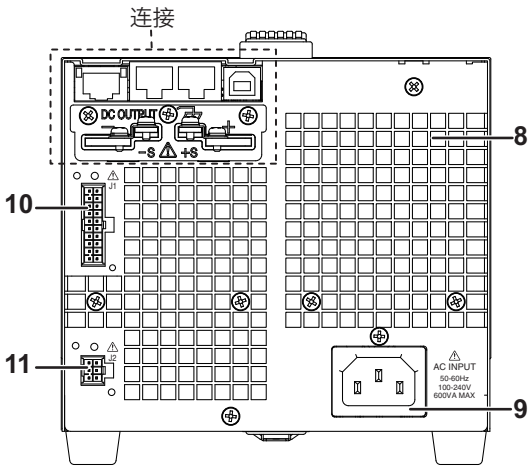 连接
DC OUTPUT
- +
-S +S
8
J1
10
J2
11
AC INPUT
50-60Hz
100-240V
600VA MAX
9